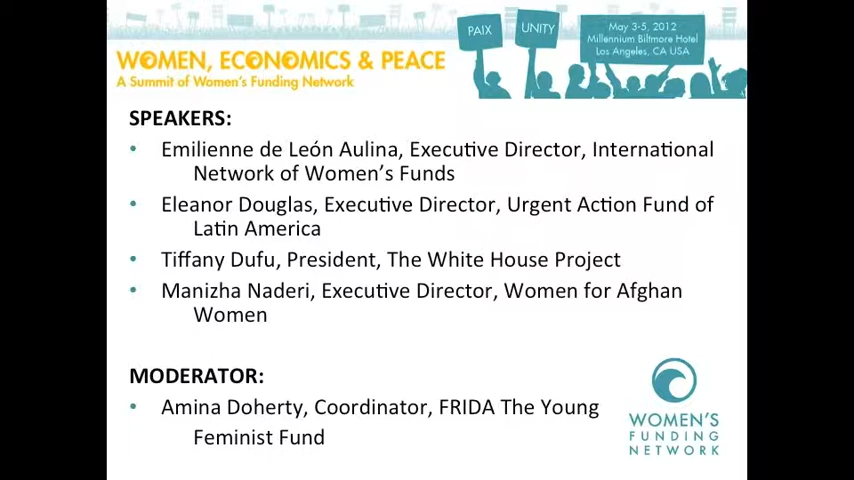 WOMEN, ECONOMICS & PEACE
A Summit of Women's Funding Network
PAIX
UNITY
May 3-5, 2012
Millennium Biltmore Hotel
Los Angeles, CA USA
SPEAKERS:
• Emilienne de León Aulina, Executive Director, International
Network of Women's Funds
• Eleanor Douglas, Executive Director, Urgent Action Fund of
Latin America
• Tiffany Dufu, President, The White House Project
• Manizha Naderi, Executive Director, Women for Afghan
Women
MODERATOR:
• Amina Doherty, Coordinator, FRIDA The Young
Feminist Fund
WOMEN'S
FUNDING
NETWORK